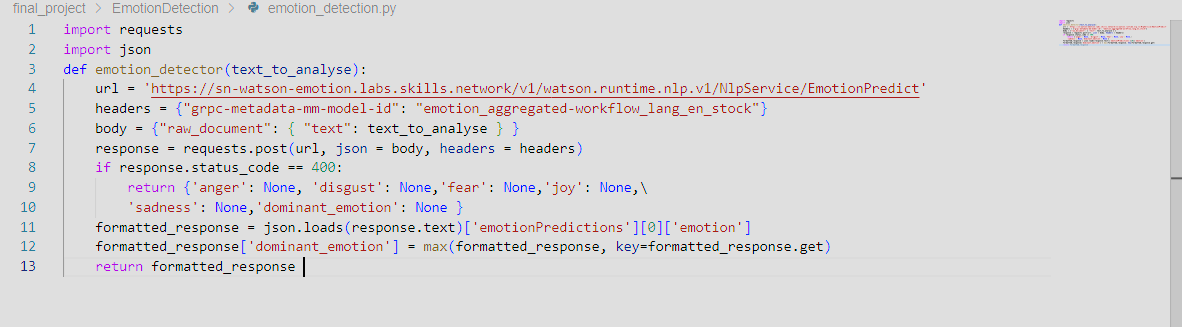 final_project > EmotionDetection > emotion_detection.py
1 import requests
2 import json
3 def emotion_detector(text_to_analyse):
4     url = 'https://sn-watson-emotion.labs.skills.network/v1/watson.runtime.nlp.v1/NlpService/EmotionPredict'
5     headers = {"grpc-metadata-mm-model-id": "emotion_aggregated-workflow_lang_en_stock"}
6     body = {"raw_document": { "text": text_to_analyse } }
7     response = requests.post(url, json = body, headers = headers)
8     if response.status_code == 400:
9         return {'anger': None, 'disgust': None,'fear': None,'joy': None,\
10         'sadness': None,'dominant_emotion': None }
11     formatted_response = json.loads(response.text)['emotionPredictions'][0]['emotion']
12     formatted_response['dominant_emotion'] = max(formatted_response, key=formatted_response.get)
13     return formatted_response